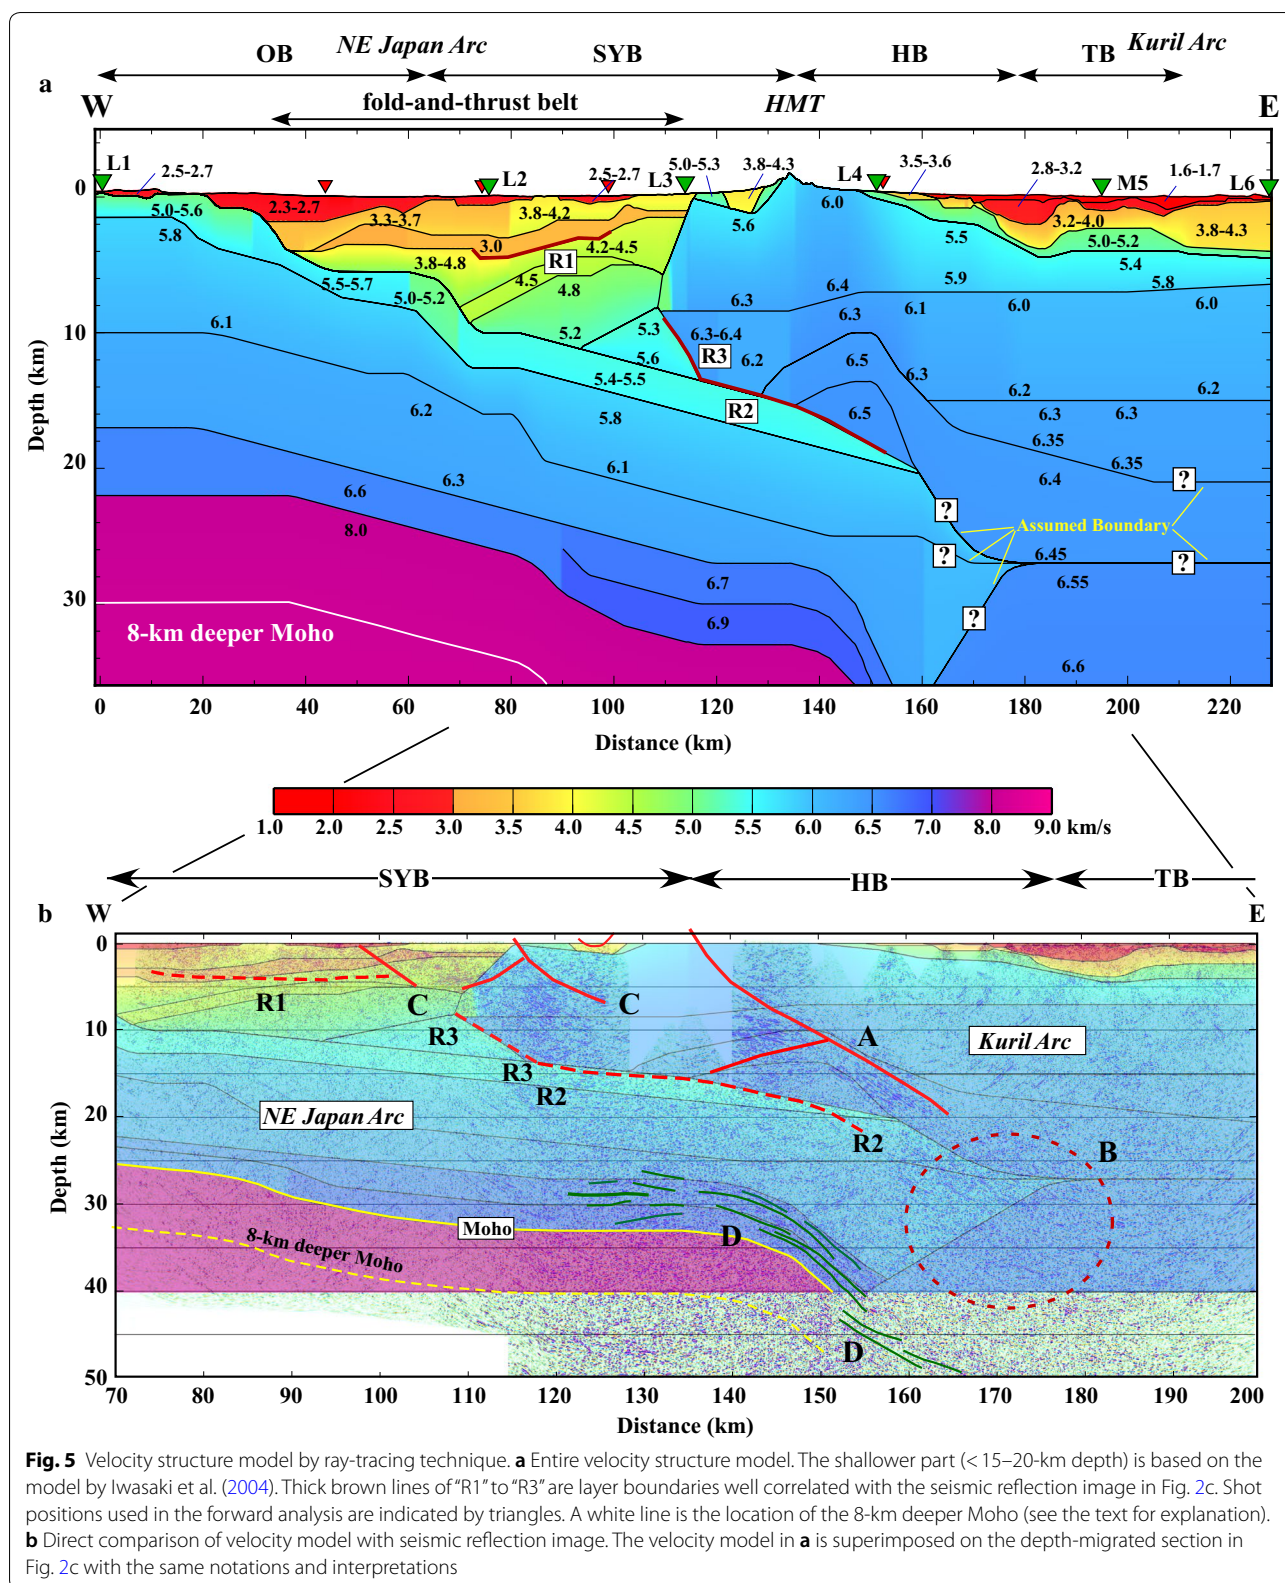 NE Japan Arc
Kuril Arc
OB
SYB
HB
TB
a
W
fold-and-thrust belt
HMT
E
L1
2.5-2.7
L2
2.5-2.7
L3
5.0-5.3
3.8-4.3
L4
3.5-3.6
2.8-3.2
M5
1.6-1.7
L6
0
10
20
30
Depth (km)
5.0-5.6
5.8
2.3-2.7
3.3-3.7
3.0
3.8-4.2
4.2-4.5
R1
3.8-4.8
4.5
4.8
5.5-5.7
5.0-5.2
5.2
5.3
5.6
5.6
6.0
5.5
3.2-4.0
5.0-5.2
5.4
3.8-4.3
5.9
5.8
6.3
6.4
6.3
6.1
6.0
6.0
6.1
6.3-6.4
R3
6.2
6.5
6.3
5.4-5.5
R2
6.5
6.2
6.2
6.2
5.8
6.3
6.3
6.35
6.35
6.1
6.3
6.4
?
6.6
8.0
?
Assumed Boundary
?
6.45
?
6.7
6.55
6.9
?
6.6
8-km deeper Moho
0 20 40 60 80 100 120 140 160 180 200 220
Distance (km)
1.0 2.0 2.5 3.0 3.5 4.0 4.5 5.0 5.5 6.0 6.5 7.0 8.0 9.0 km/s
SYB
HB
TB
b
W
E
0
10
20
30
40
50
Depth (km)
R1
C
C
R3
A
Kuril Arc
R3
R2
NE Japan Arc
R2
B
Moho
D
8-km deeper Moho
D
70 80 90 100 110 120 130 140 150 160 170 180 190 200
Distance (km)
Fig. 5 Velocity structure model by ray-tracing technique. a Entire velocity structure model. The shallower part (< 15–20-km depth) is based on the
model by Iwasaki et al. (2004). Thick brown lines of “R1” to “R3” are layer boundaries well correlated with the seismic reflection image in Fig. 2c. Shot
positions used in the forward analysis are indicated by triangles. A white line is the location of the 8-km deeper Moho (see the text for explanation).
b Direct comparison of velocity model with seismic reflection image. The velocity model in a is superimposed on the depth-migrated section in
Fig. 2c with the same notations and interpretations